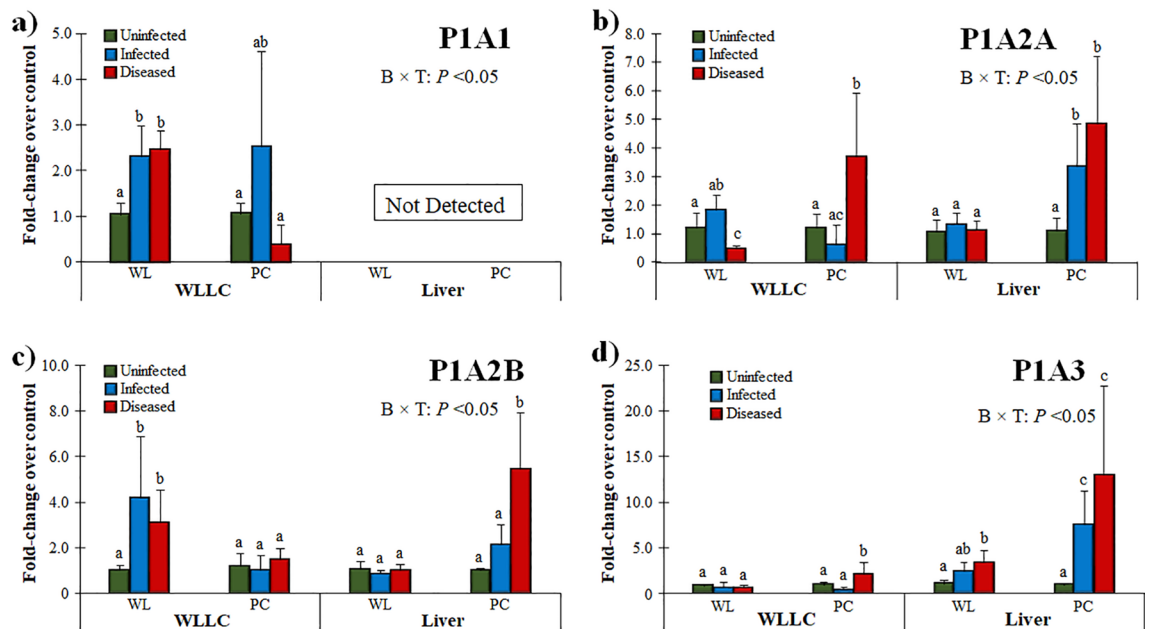 a)
P1A1
B × T: P <0.05
Uninfected
Infected
Diseased
Fold-change over control
5.0
4.0
3.0
2.0
1.0
0
a
b
b
a
ab
a
Not Detected
WL
PC
WL
PC
WLLC
Liver
b)
P1A2A
B × T: P <0.05
Uninfected
Infected
Diseased
Fold-change over control
8.0
7.0
6.0
5.0
4.0
3.0
2.0
1.0
0
a
ab
c
a
ac
b
a
a
a
a
b
b
WL
PC
WL
PC
WLLC
Liver
c)
P1A2B
B × T: P <0.05
Uninfected
Infected
Diseased
Fold-change over control
10.0
8.0
6.0
4.0
2.0
0
a
b
b
a
a
a
a
a
a
a
a
b
WL
PC
WL
PC
WLLC
Liver
d)
P1A3
B × T: P <0.05
Uninfected
Infected
Diseased
Fold-change over control
25.0
20.0
15.0
10.0
5.0
0
a
a
a
a
a
b
a
ab
b
a
c
c
WL
PC
WL
PC
WLLC
Liver